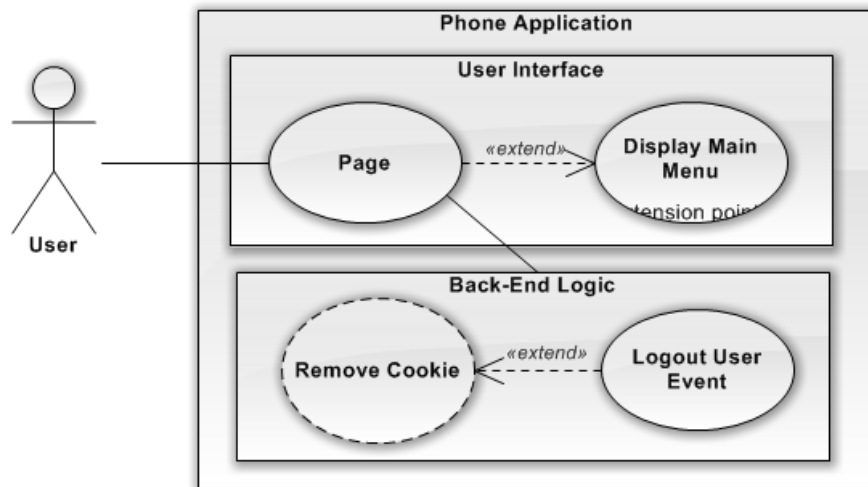 Phone Application
User Interface
Page
«extend»
Display Main
Menu
User
Back-End Logic
Remove Cookie
«extend»
Logout User
Event